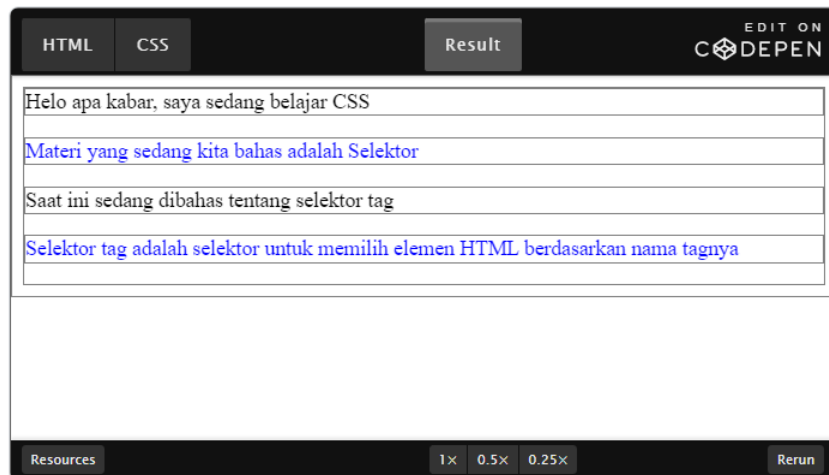 HTML CSS Result EDIT ON
CODEPEN
Helo apa kabar, saya sedang belajar CSS
Materi yang sedang kita bahas adalah Selektor
Saat ini sedang dibahas tentang selektor tag
Selektor tag adalah selektor untuk memilih elemen HTML berdasarkan nama tagnya
Resources 1× 0.5× 0.25× Rerun